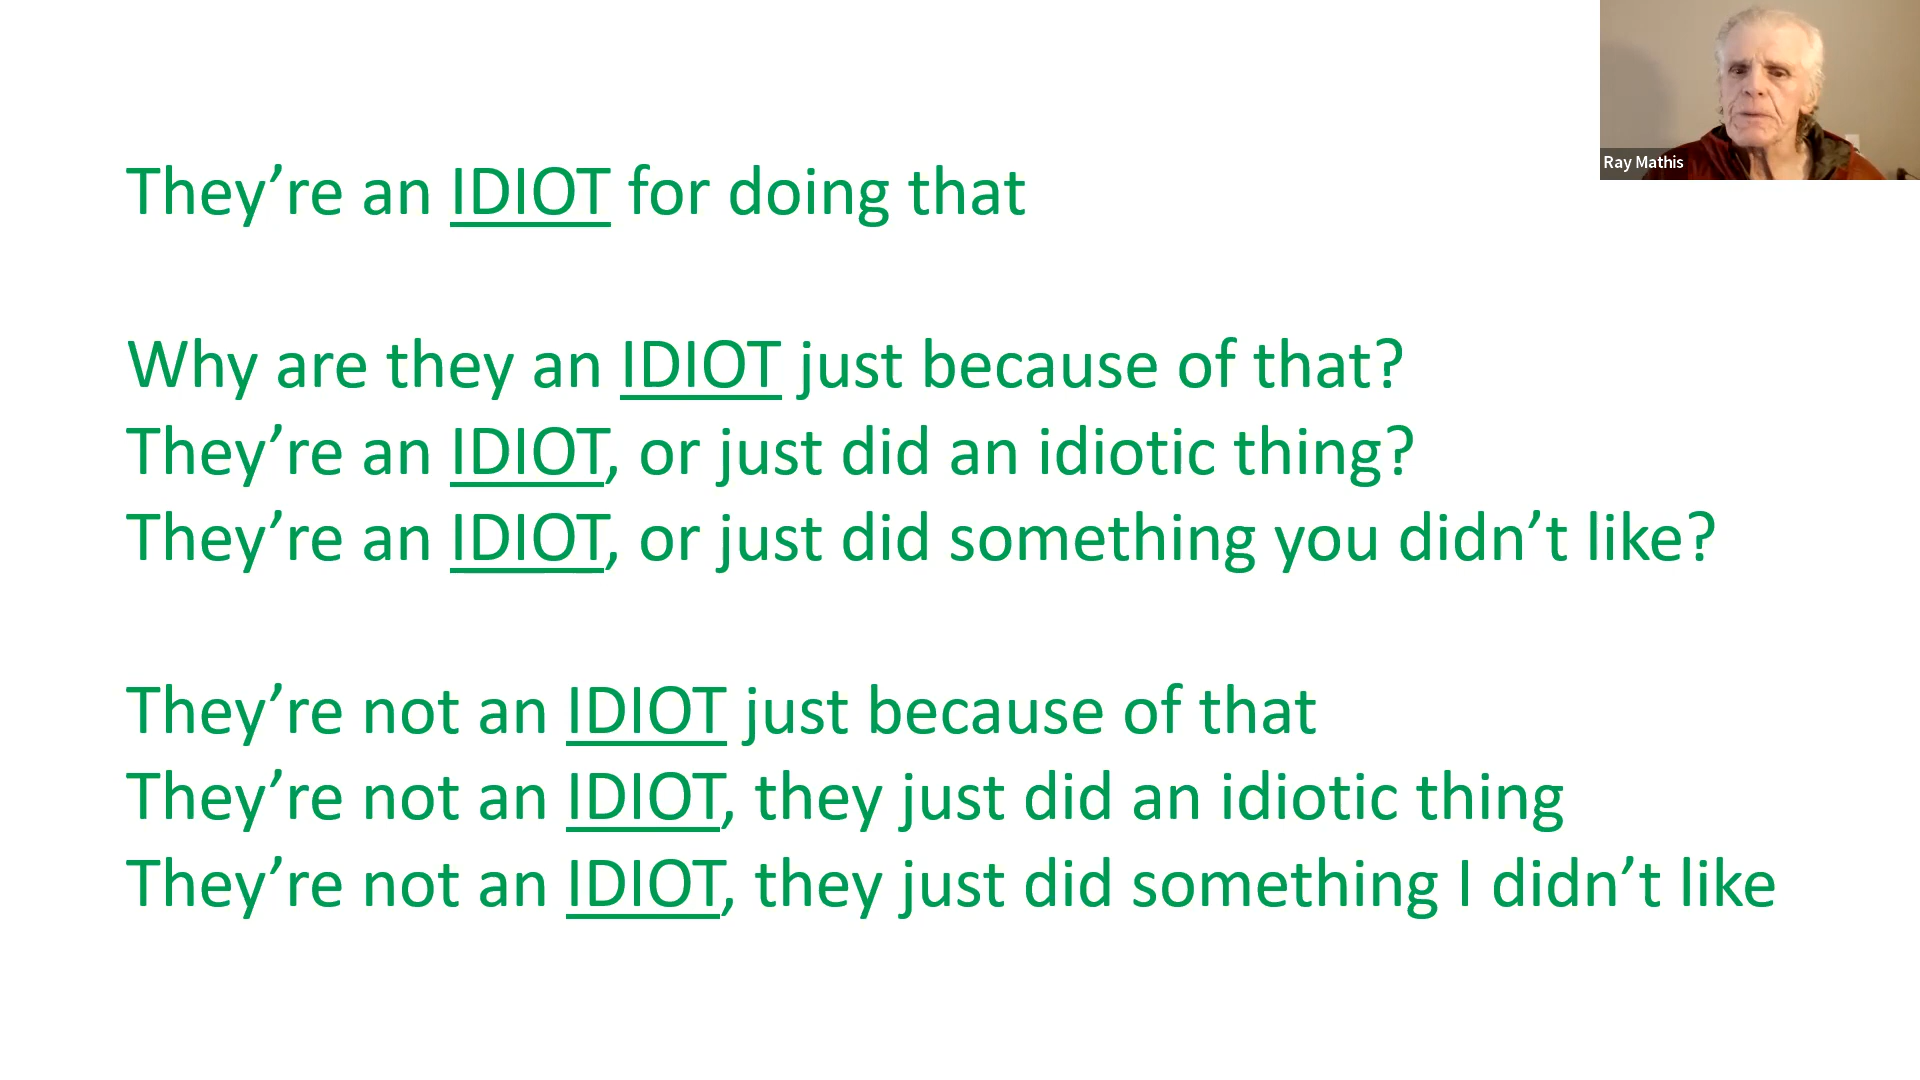 They’re an IDIOT for doing that
Ray Mathis
Why are they an IDIOT just because of that?
They’re an IDIOT, or just did an idiotic thing?
They’re an IDIOT, or just did something you didn’t like?
They’re not an IDIOT just because of that
They’re not an IDIOT, they just did an idiotic thing
They’re not an IDIOT, they just did something I didn’t like